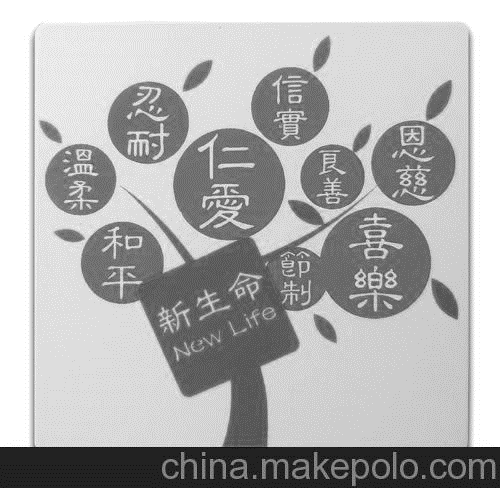 忍耐
信實
仁愛
溫柔
良善
恩慈
和平
節制
喜樂
新生命
New Life
china.makepolo.com